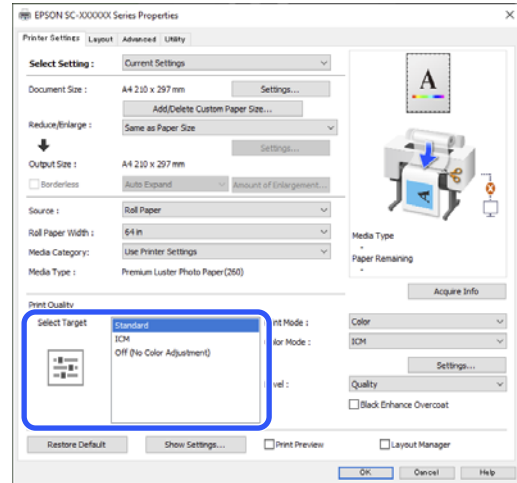 EPSON SC-XXXXXX Series Properties
Printer Settings Layout Advanced Utility
Select Setting : Current Settings
Document Size : A4 210 x 297 mm Settings...
Add/Delete Custom Paper Size...
Reduce/Enlarge : Same as Paper Size
Settings...
Output Size : A4 210 x 297 mm
Borderless Auto Expand Amount of Enlargement...
Source : Roll Paper
Roll Paper Width : 64 in
Media Category: Use Printer Settings
Media Type : Premium Luster Photo Paper(260)
A
Media Type
-
Paper Remaining
-
Acquire Info
Print Quality
Select Target Standard
ICM
Off (No Color Adjustment)
nt Mode : Color
lor Mode : ICM
Settings...
vel : Quality
Black Enhance Overcoat
Restore Default Show Settings... Print Preview Layout Manager
OK Cancel Help